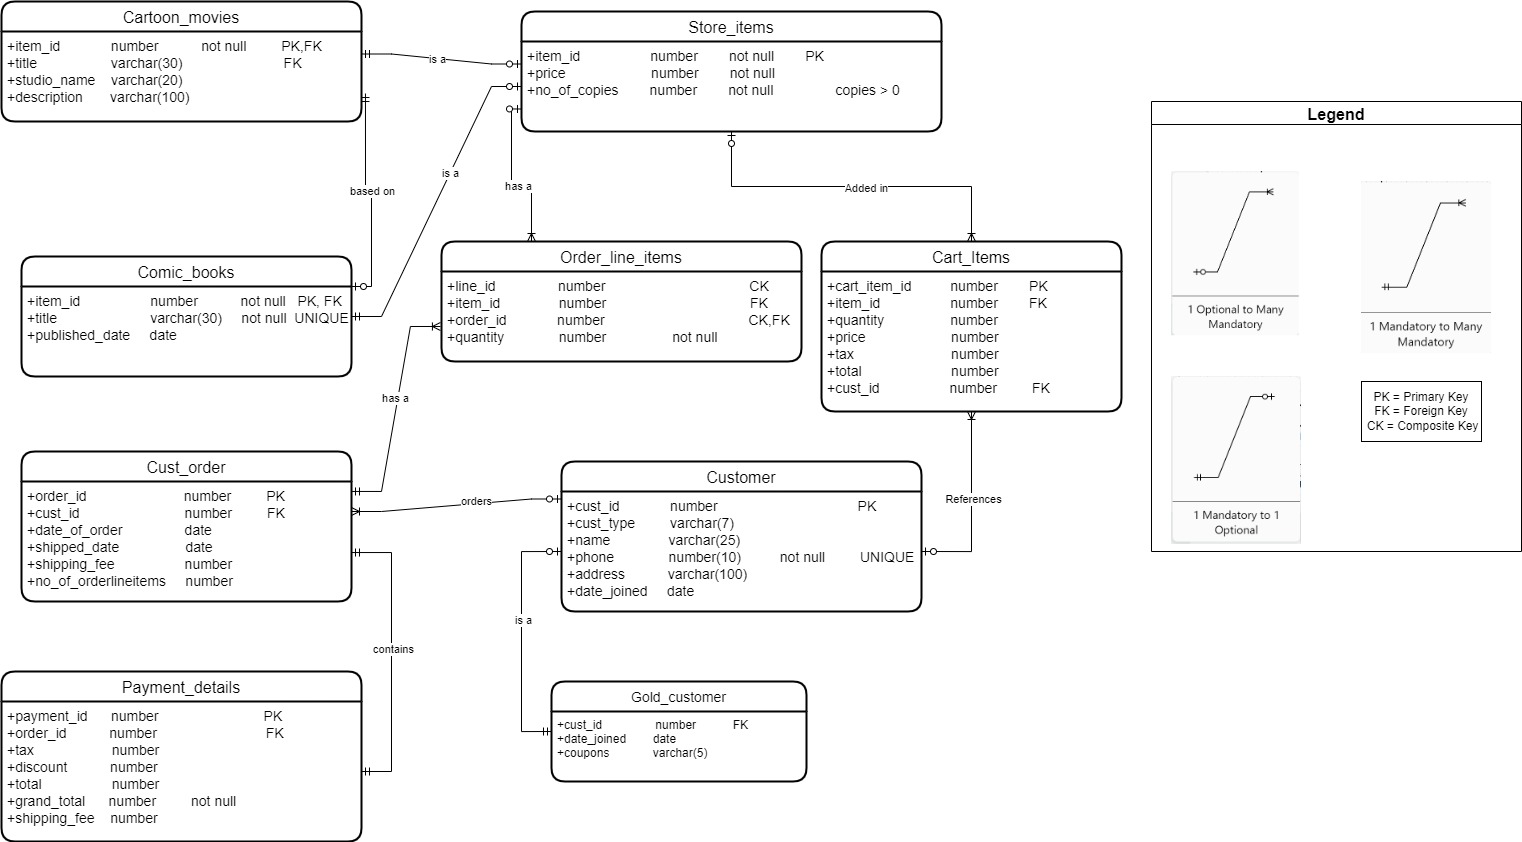 Cartoon_movies
+item_id number not null PK,FK
+title varchar(30) FK
+studio_name varchar(20)
+description varchar(100)
is a
Store_items
+item_id number not null PK
+price number not null
+no_of_copies number not null copies > 0
based on
is a
has a
Added in
Comic_books
+item_id number not null PK, FK
+title varchar(30) not null UNIQUE
+published_date date
Order_line_items
+line_id number CK
+item_id number FK
+order_id number CK,FK
+quantity number not null
Cart_Items
+cart_item_id number PK
+item_id number FK
+quantity number
+price number
+tax number
+total number
+cust_id number FK
has a
Cust_order
+order_id number PK
+cust_id number FK
+date_of_order date
+shipped_date date
+shipping_fee number
+no_of_orderlineitems number
orders
Customer
+cust_id number PK
+cust_type varchar(7)
+name varchar(25)
+phone number(10) not null UNIQUE
+address varchar(100)
+date_joined date
References
is a
contains
Payment_details
+payment_id number PK
+order_id number FK
+tax number
+discount number
+total number
+grand_total number not null
+shipping_fee number
Gold_customer
+cust_id number FK
+date_joined date
+coupons varchar(5)
Legend
1 Optional to Many
Mandatory
1 Mandatory to Many
Mandatory
1 Mandatory to 1
Optional
PK = Primary Key
FK = Foreign Key
CK = Composite Key